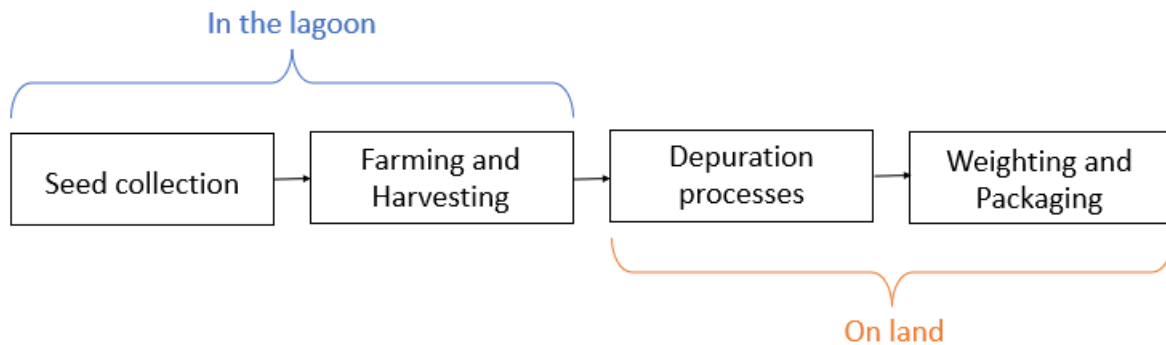 In the lagoon
Seed collection
Farming and
Harvesting
Depuration
processes
Weighting and
Packaging
On land